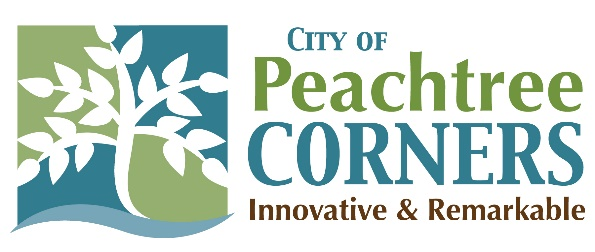 CITY OF
Peachtree
CORNERS
Innovative & Remarkable